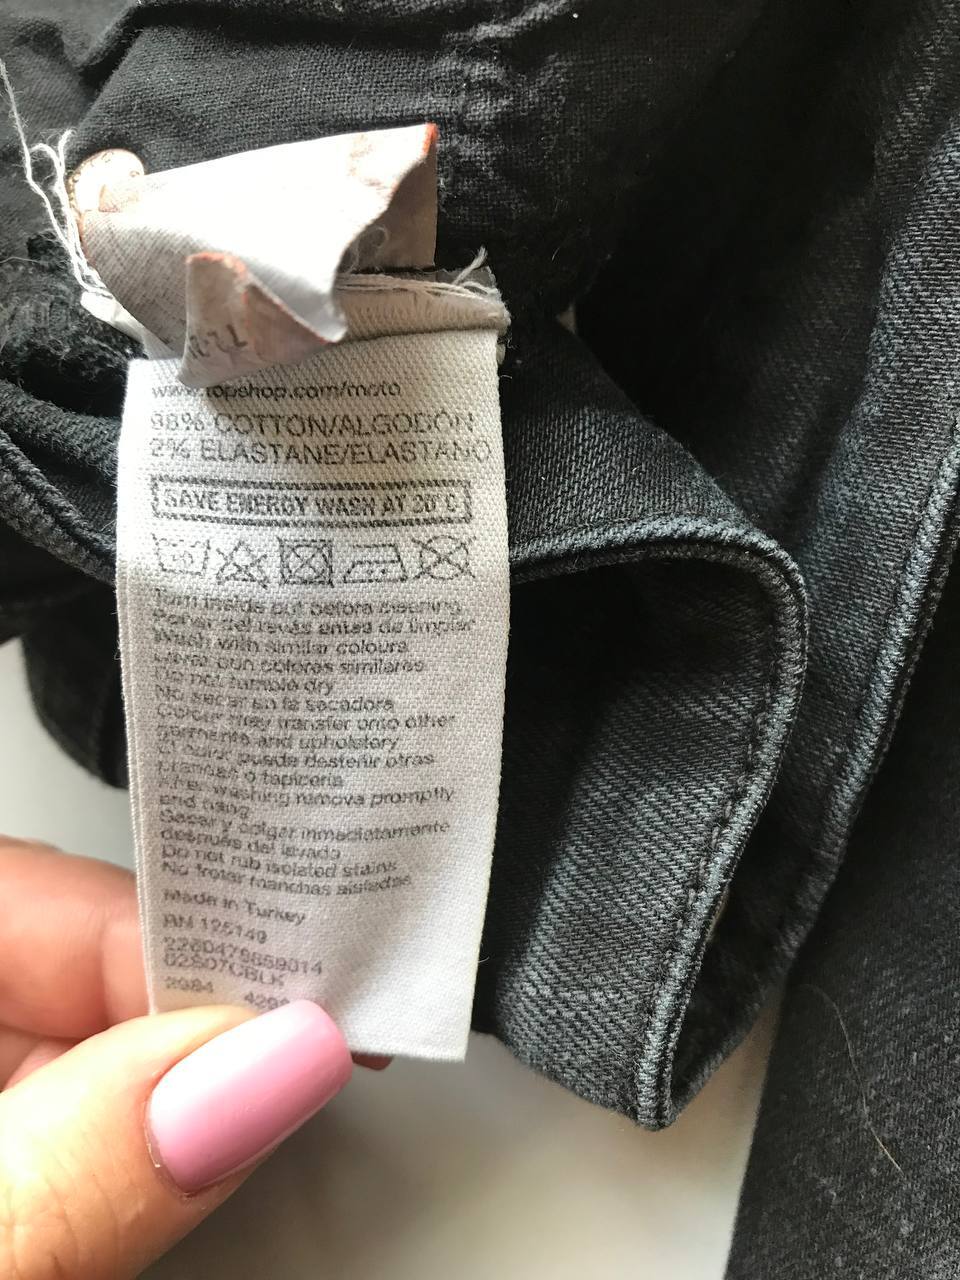 www.topshop.com/moto
98% COTTON/ALGODÓN
2% ELASTANE/ELASTANO
SAVE ENERGY WASH AT 30°C
Turn inside out before cleaning
Poner del revés antes de limpiar
Wash with similar colours
Lavar con colores similares
Do not tumble dry
No secar en la secadora
Colour may transfer onto other
garments and upholstery
El color puede desteñir otras
prendas o tapicería
After washing remove promptly
and hang
Sacar y colgar inmediatamente
después del lavado
Do not rub isolated stains
No frotar manchas aisladas
Made in Turkey
RN 125149
02S07CBLK
2984